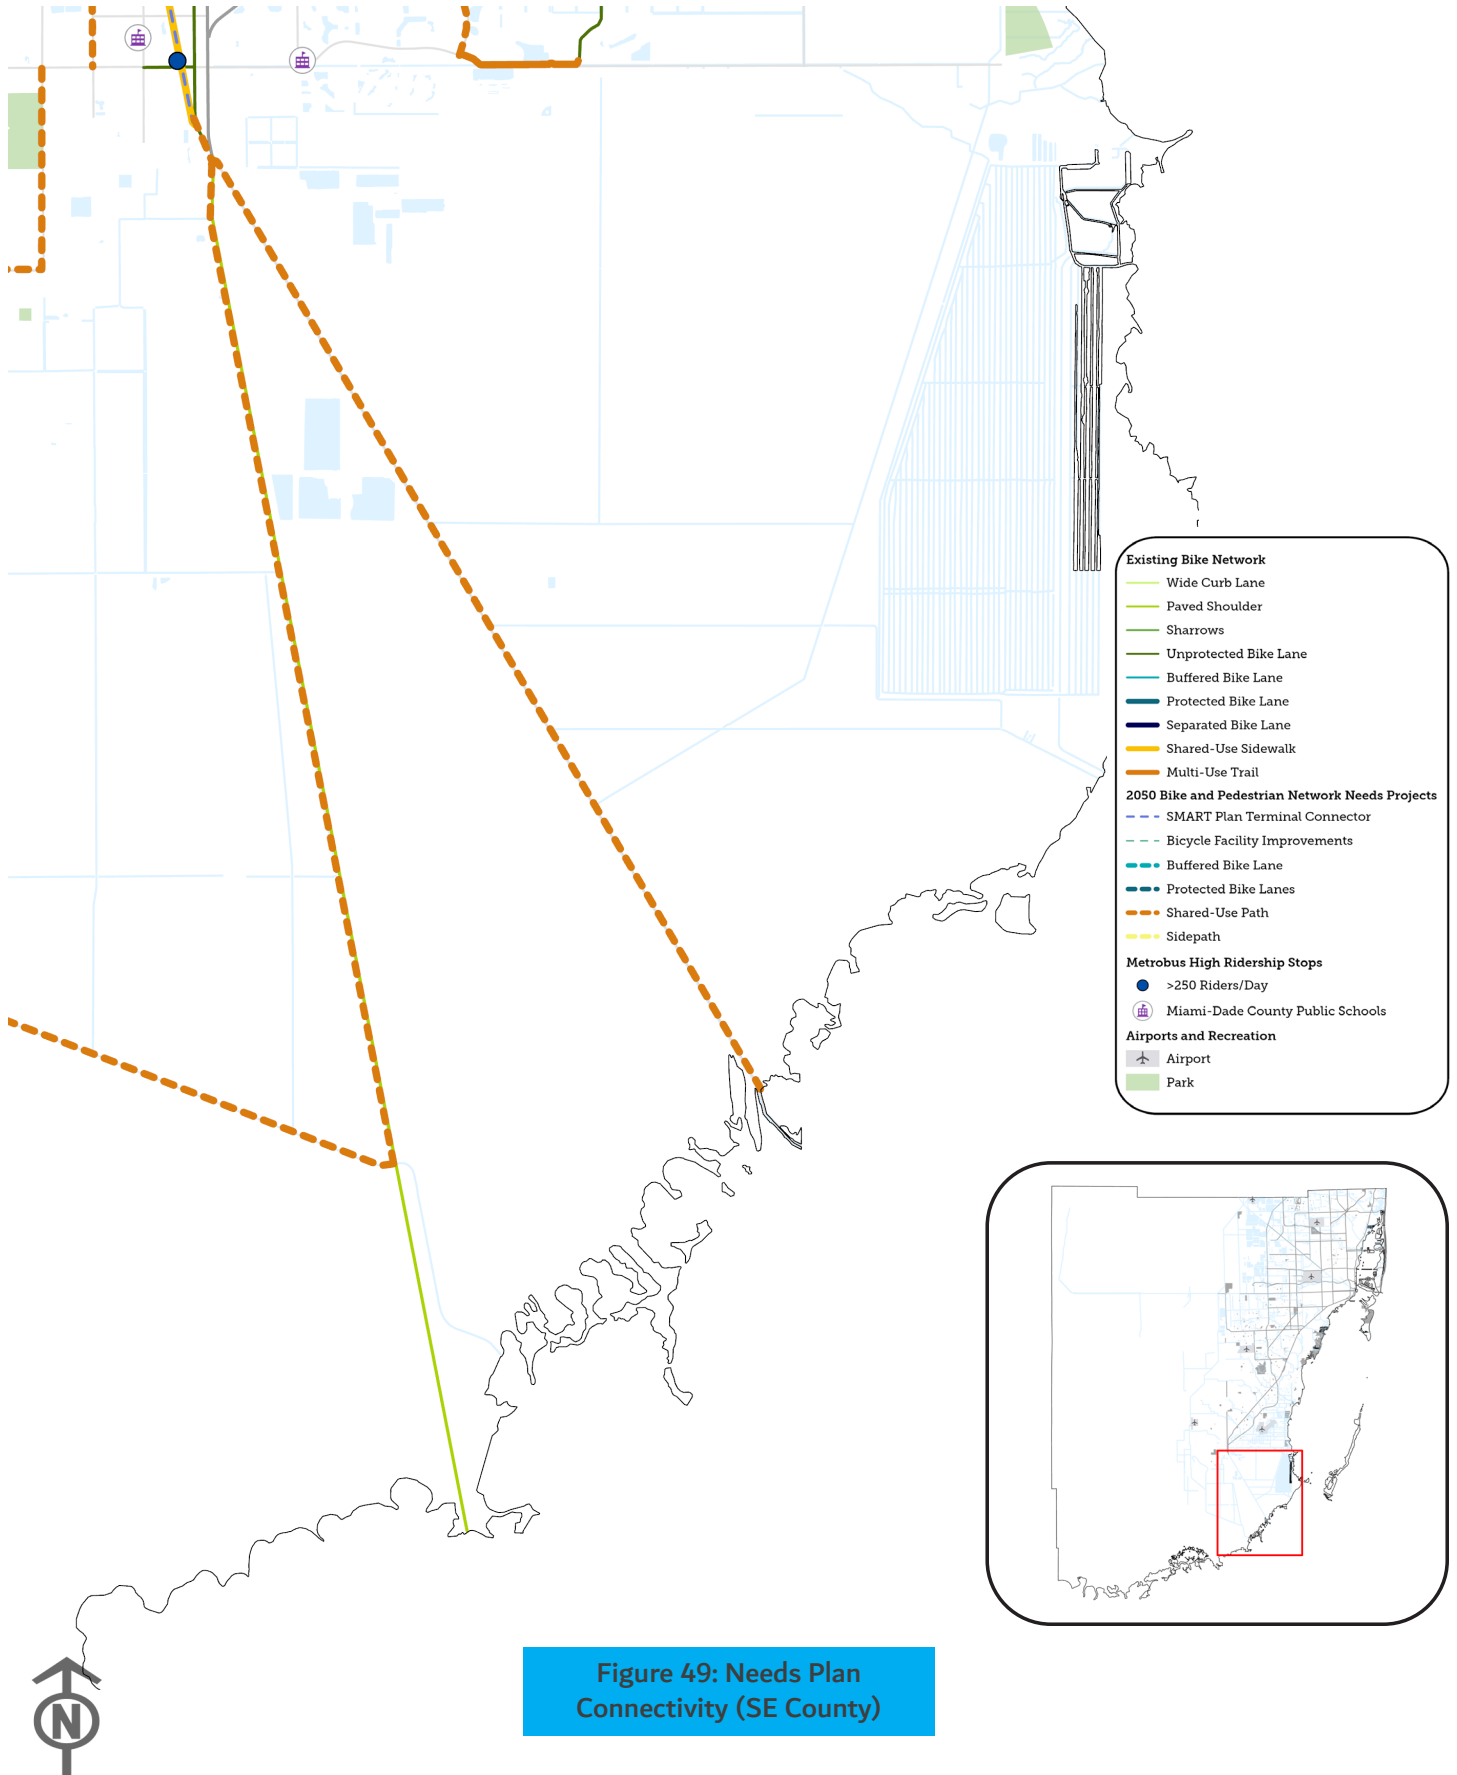 Existing Bike Network
Wide Curb Lane
Paved Shoulder
Sharrows
Unprotected Bike Lane
Buffered Bike Lane
Protected Bike Lane
Separated Bike Lane
Shared-Use Sidewalk
Multi-Use Trail
2050 Bike and Pedestrian Network Needs Projects
SMART Plan Terminal Connector
Bicycle Facility Improvements
Buffered Bike Lane
Protected Bike Lanes
Shared-Use Path
Sidepath
Metrobus High Ridership Stops
>250 Riders/Day
Miami-Dade County Public Schools
Airports and Recreation
Airport
Park
Figure 49: Needs Plan
Connectivity (SE County)
N